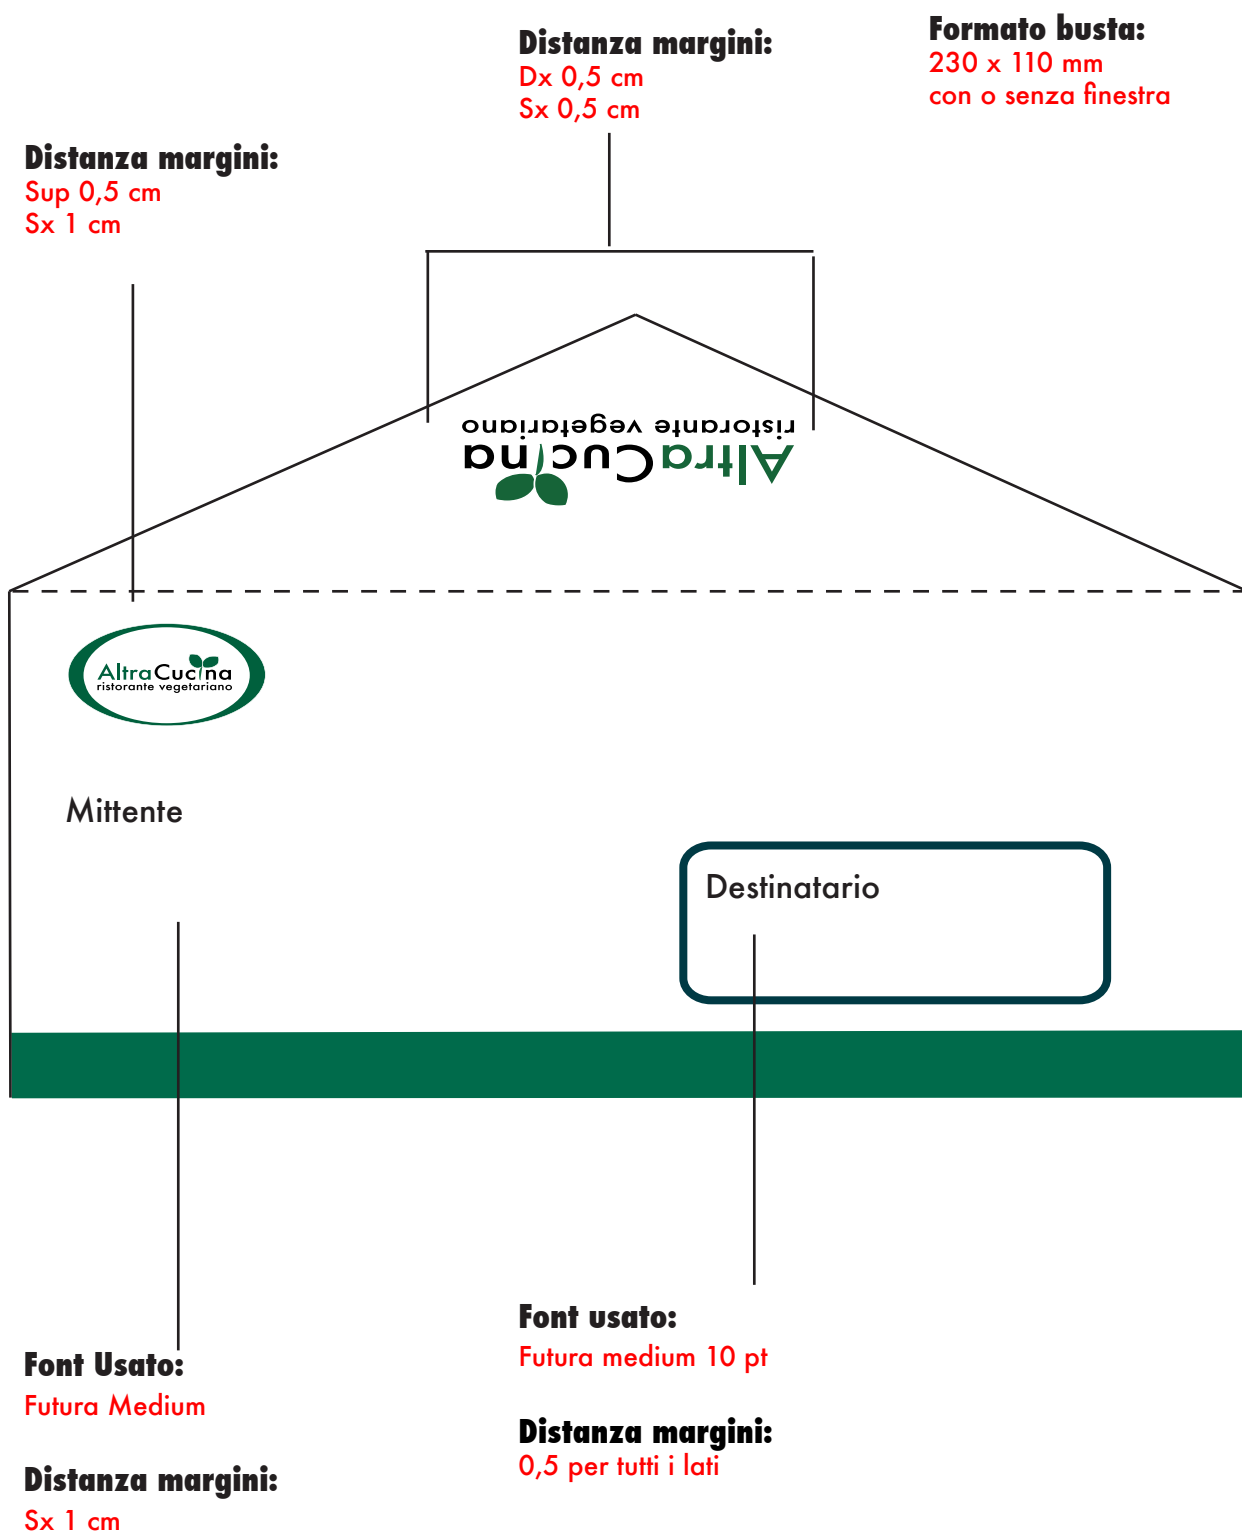 Formato busta:
230 x 110 mm
con o senza finestra
Distanza margini:
Dx 0,5 cm
Sx 0,5 cm
Distanza margini:
Sup 0,5 cm
Sx 1 cm
AltraCucina
ristorante vegetariano
AltraCucina
ristorante vegetariano
Mittente
Destinatario
Font Usato:
Futura Medium
Distanza margini:
Sx 1 cm
Font usato:
Futura medium 10 pt
Distanza margini:
0,5 per tutti i lati